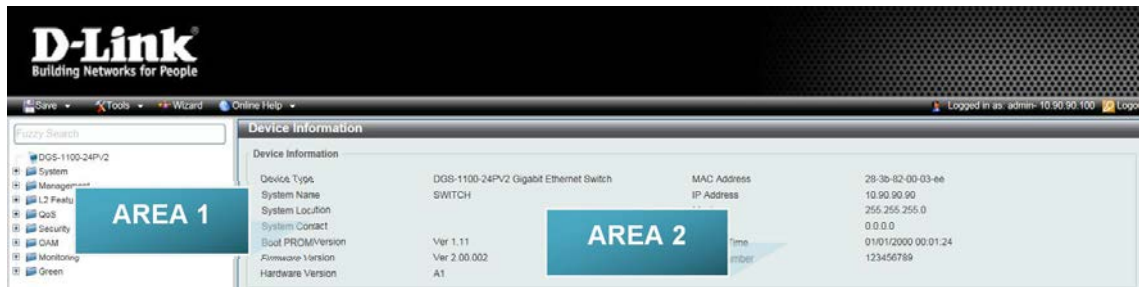 D-Link
Building Networks for People
Save Tools Wizard Online Help Logged in as: admin- 10.90.90.100
Fuzzy Search
DGS-1100-24PV2
System
Management
L2
QoS
Security
OAM
Monitoring
Green
AREA 1
Device Information
Device Information
Device Type DGS-1100-24PV2 Gigabit Ethernet Switch MAC Address 28-3b-82-00-03-ee
System Name SWITCH IP Address 10.90.90.90
System Location 255.255.255.0
System Contact 0.0.0.0
Boot PROM Version Ver 1.11 Time 01/01/2000 00:01:24
Firmware Version Ver 2.00.002 123456789
Hardware Version A1
AREA 2